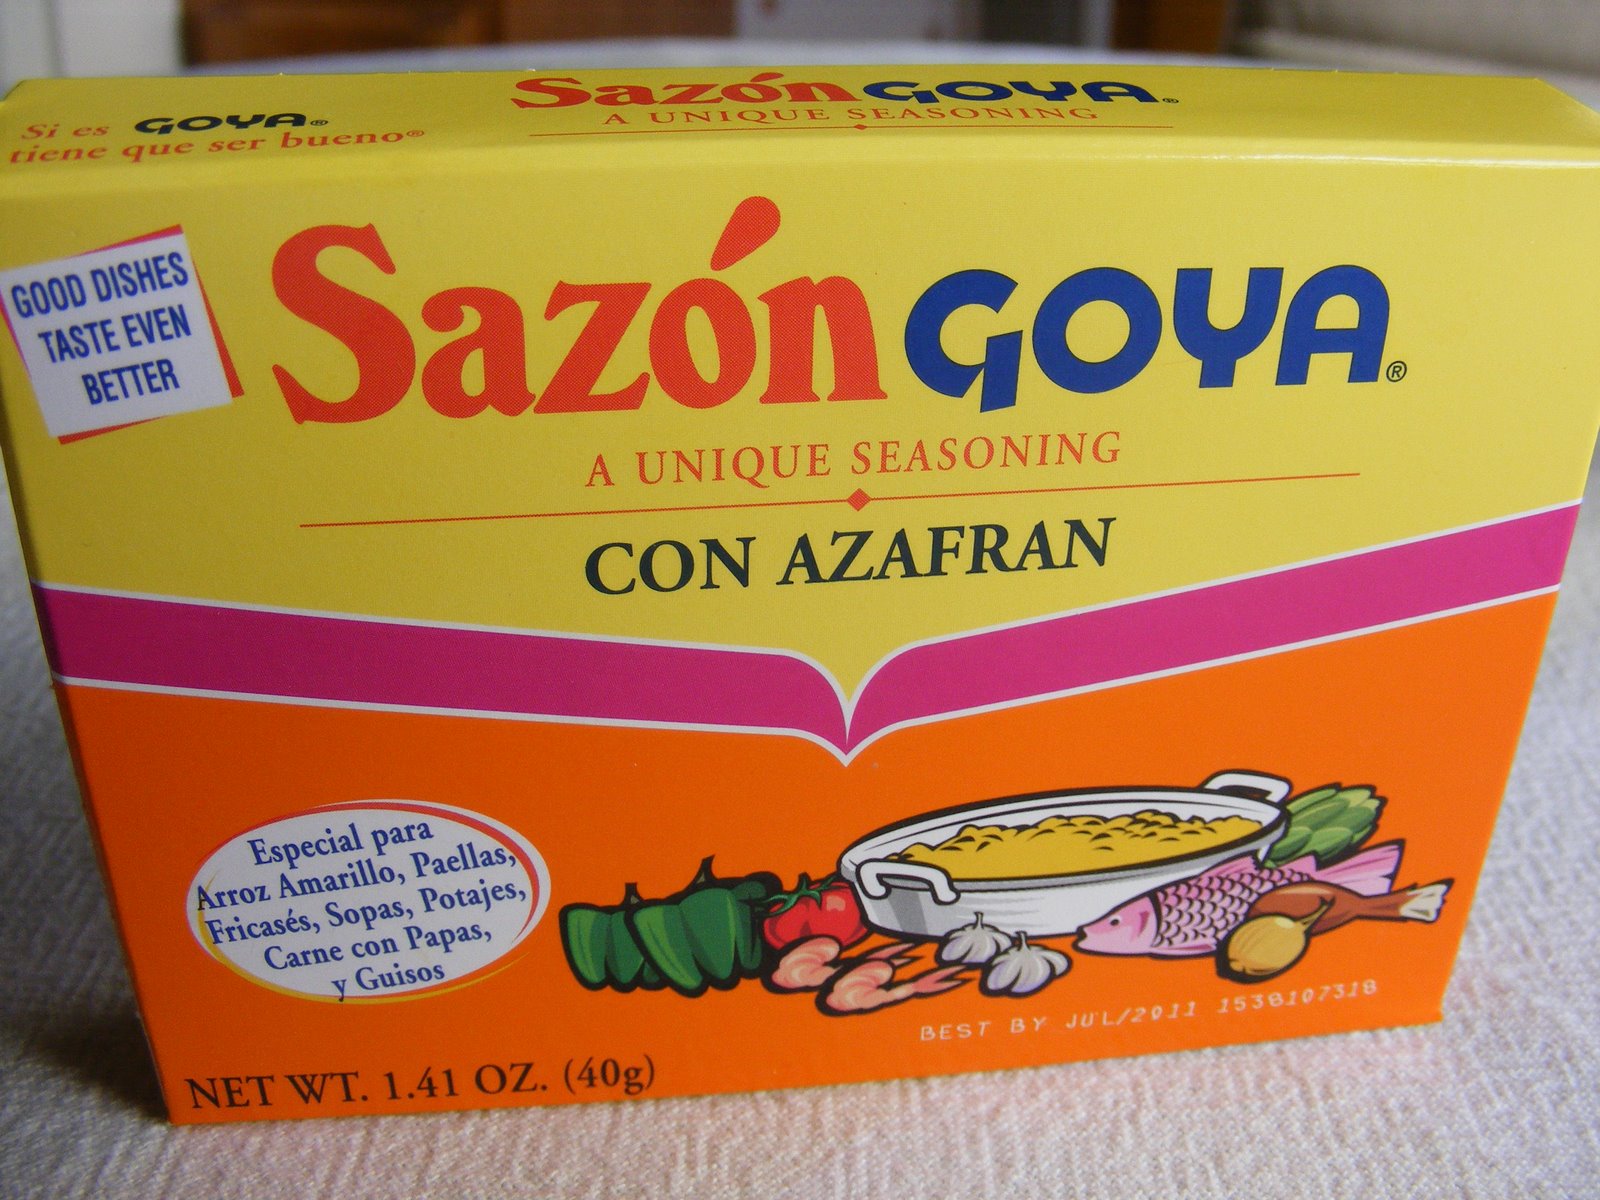 Si es GOYA®
tiene que ser bueno®
Sazón GOYA®
A UNIQUE SEASONING
GOOD DISHES
TASTE EVEN
BETTER
Sazón GOYA®
A UNIQUE SEASONING
CON AZAFRAN
Especial para
Arroz Amarillo, Paellas,
Fricasés, Sopas, Potajes,
Carne con Papas,
y Guisos
BEST BY JUL/2011 1538107318
NET WT. 1.41 OZ. (40g)